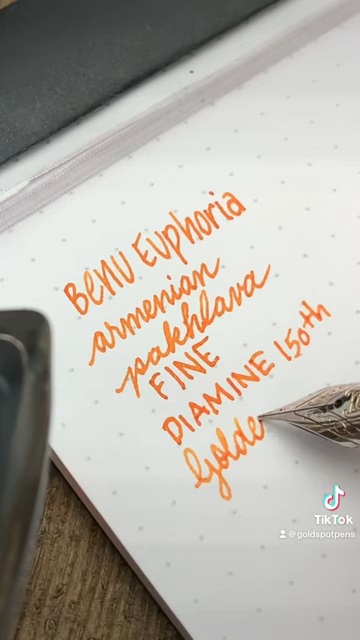 BENU Euphoria
armenian
pakhlava
FINE
DIAMINE 150th
Golde
TikTok
@goldspotpens